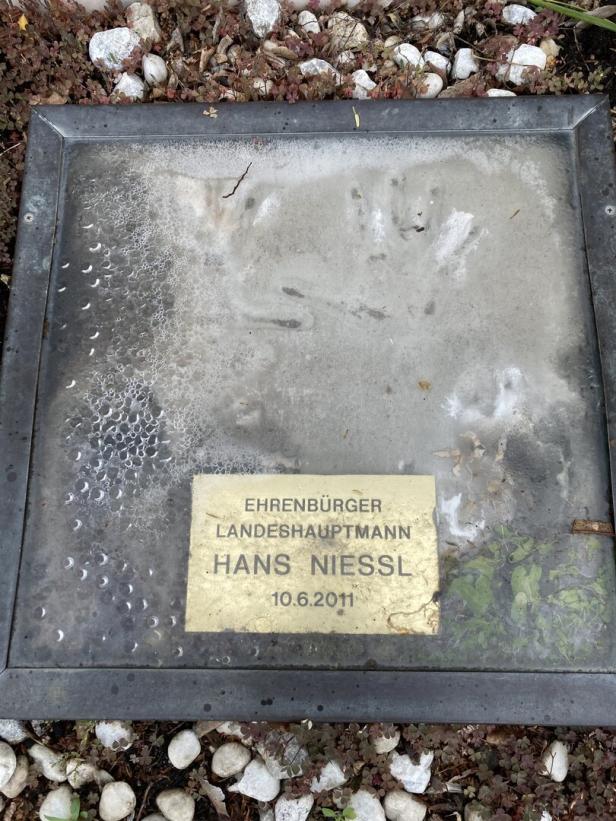 EHRENBÜRGER
LANDESHAUPTMANN
HANS NIESSL
10.6.2011